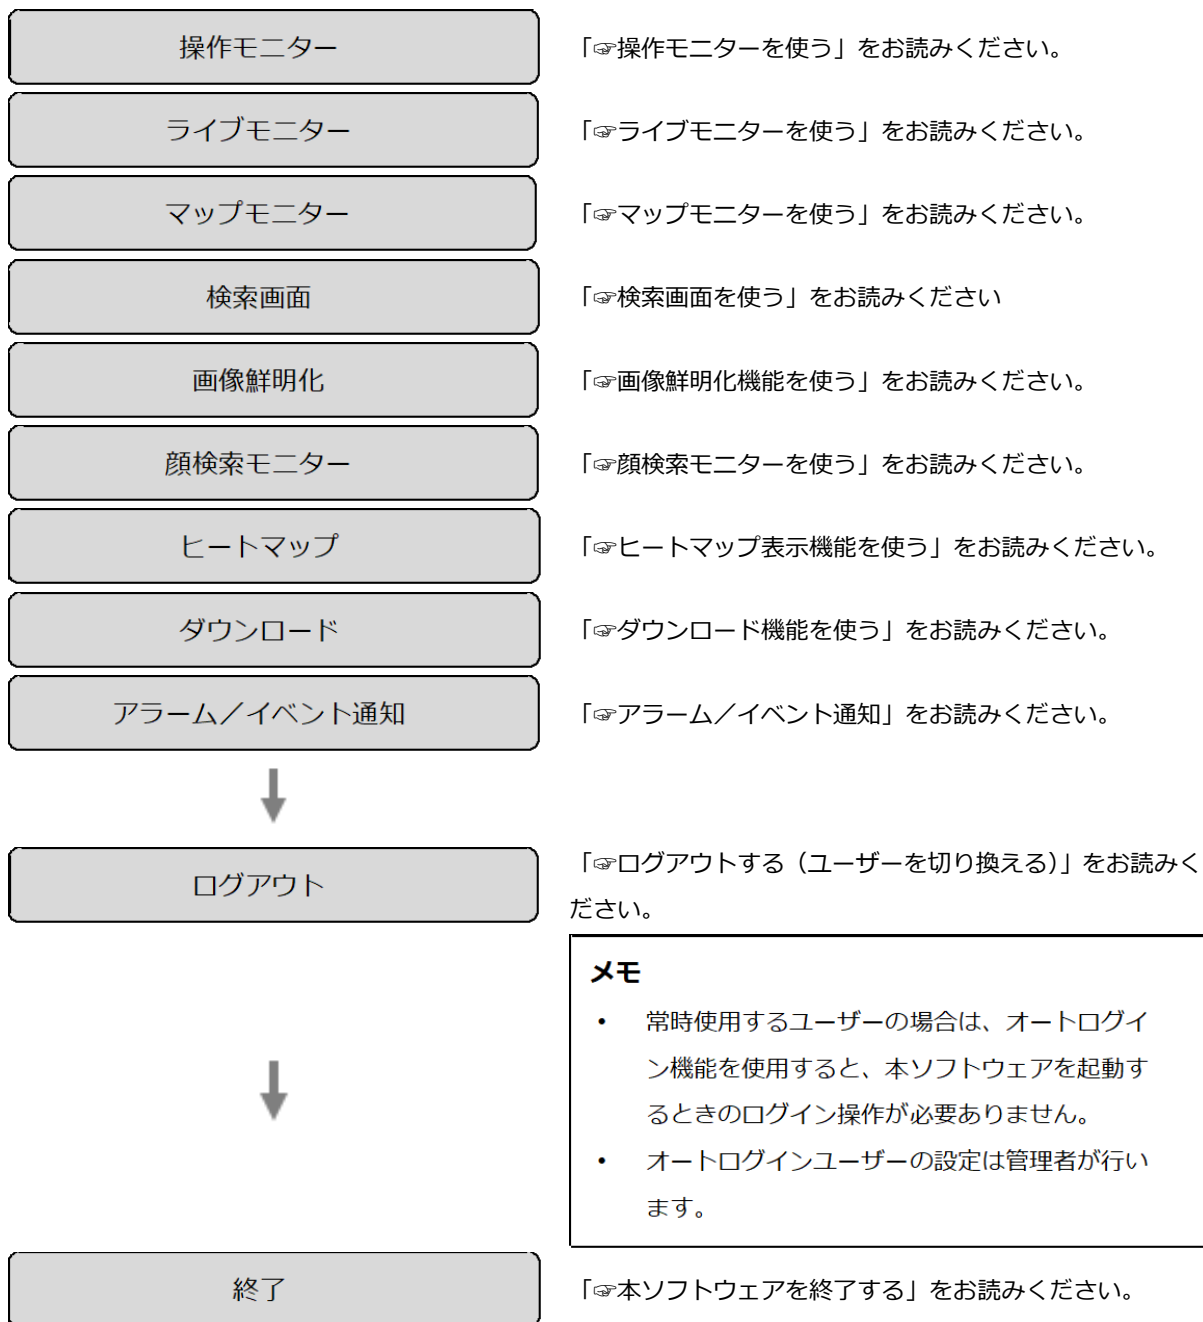 操作モニター
「☞操作モニターを使う」をお読みください。
ライブモニター
「☞ライブモニターを使う」をお読みください。
マップモニター
「☞マップモニターを使う」をお読みください。
検索画面
「☞検索画面を使う」をお読みください
画像鮮明化
「☞画像鮮明化機能を使う」をお読みください。
顔検索モニター
「☞顔検索モニターを使う」をお読みください。
ヒートマップ
「☞ヒートマップ表示機能を使う」をお読みください。
ダウンロード
「☞ダウンロード機能を使う」をお読みください。
アラーム／イベント通知
「☞アラーム／イベント通知」をお読みください。
ログアウト
「☞ログアウトする（ユーザーを切り換える）」をお読みく
ださい。
メモ
• 常時使用するユーザーの場合は、オートログイ
ン機能を使用すると、本ソフトウェアを起動す
るときのログイン操作が必要ありません。
• オートログインユーザーの設定は管理者が行い
ます。
終了
「☞本ソフトウェアを終了する」をお読みください。